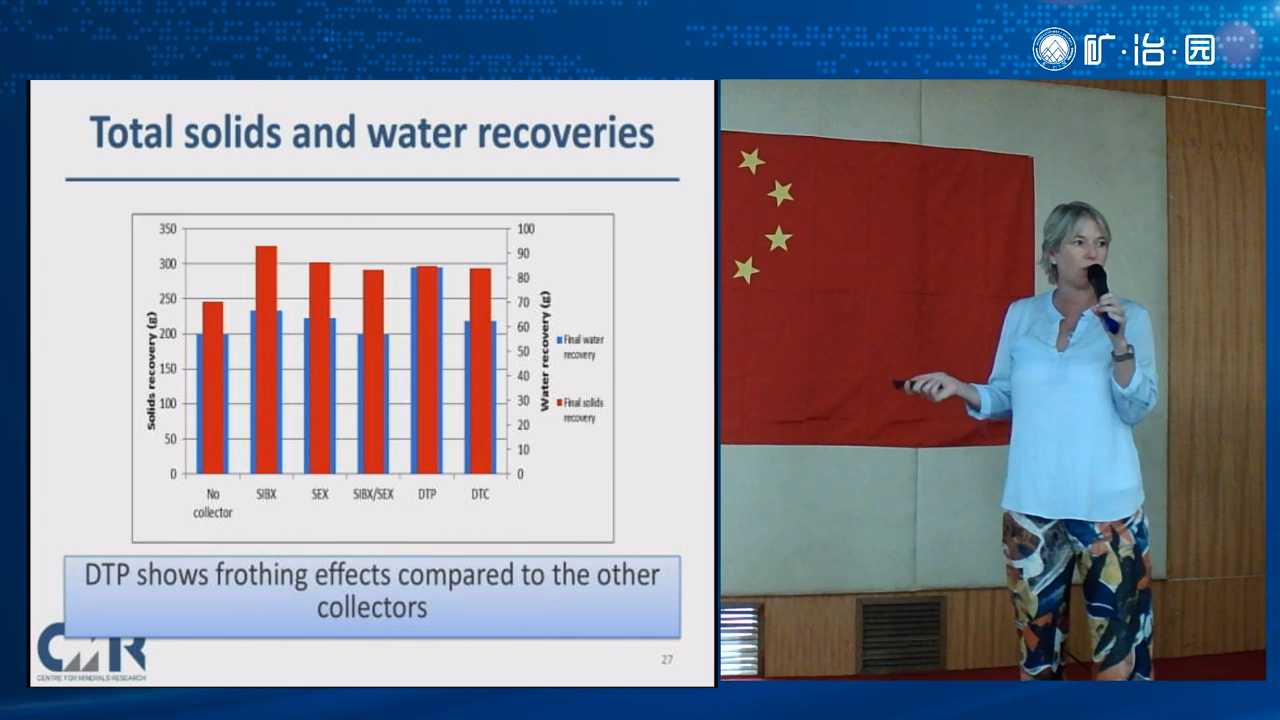 矿·冶·园
Total solids and water recoveries
350
300
250
200
150
100
50
0
Solids recovery (g)
100
90
80
70
60
50
40
30
20
10
0
Water recovery (g)
No
collector
SIBX
SEX
SIBX/SEX
DTP
DTC
Final water
recovery
Final solids
recovery
DTP shows frothing effects compared to the other
collectors
CMR
CENTRE FOR MINERALS RESEARCH
27